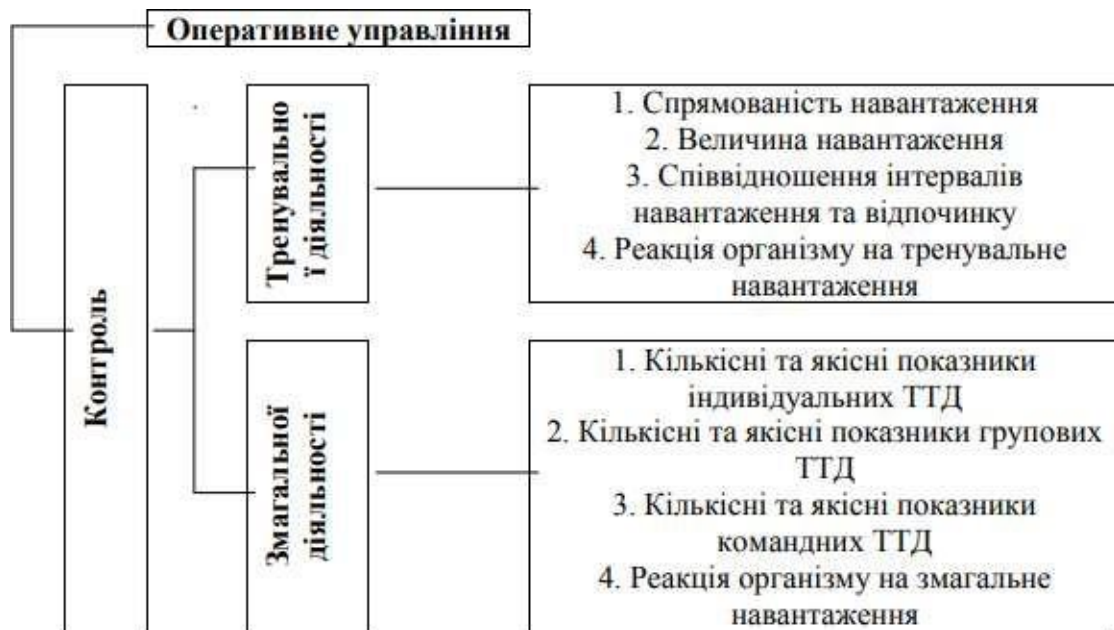 Оперативне управління
Контроль
Тренувально
ї діяльності
1. Спрямованість навантаження
2. Величина навантаження
3. Співвідношення інтервалів
навантаження та відпочинку
4. Реакція організму на тренувальне
навантаження
Змагальної
діяльності
1. Кількісні та якісні показники
індивідуальних ТТД
2. Кількісні та якісні показники групових
ТТД
3. Кількісні та якісні показники
командних ТТД
4. Реакція організму на змагальне
навантаження